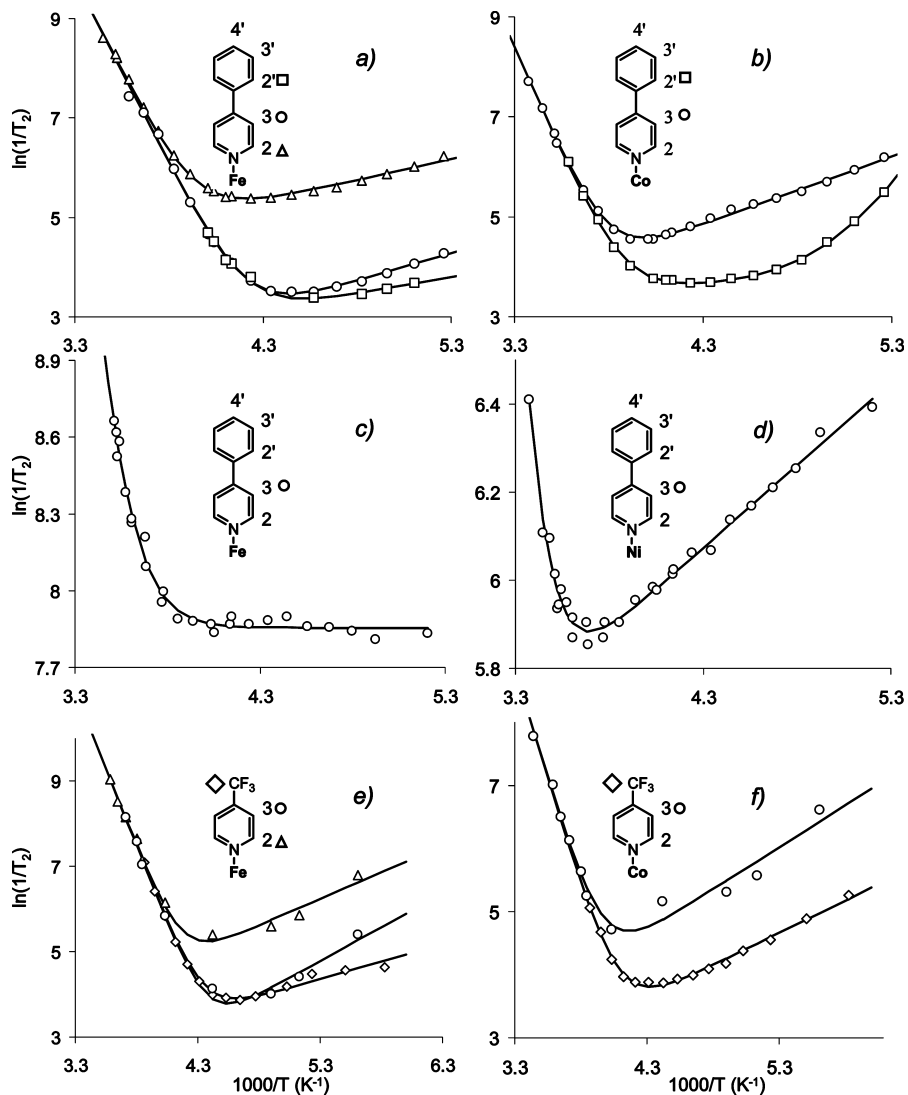 9
7
5
3
ln(1/T2)
3.3
4.3
5.3
a)
4'
3'
2'
3
2
N
Fe
9
7
5
3
3.3
4.3
5.3
b)
4'
3'
2'
3
2
N
Co
8.9
8.6
8.3
8
7.7
ln(1/T2)
3.3
4.3
5.3
c)
4'
3'
2'
3
2
N
Fe
6.4
6.2
6
5.8
3.3
4.3
5.3
d)
4'
3'
2'
3
2
N
Ni
9
7
5
3
ln(1/T2)
3.3
4.3
5.3
6.3
1000/T (K-1)
e)
CF3
3
2
N
Fe
7
5
3
3.3
4.3
5.3
1000/T (K-1)
f)
CF3
3
2
N
Co